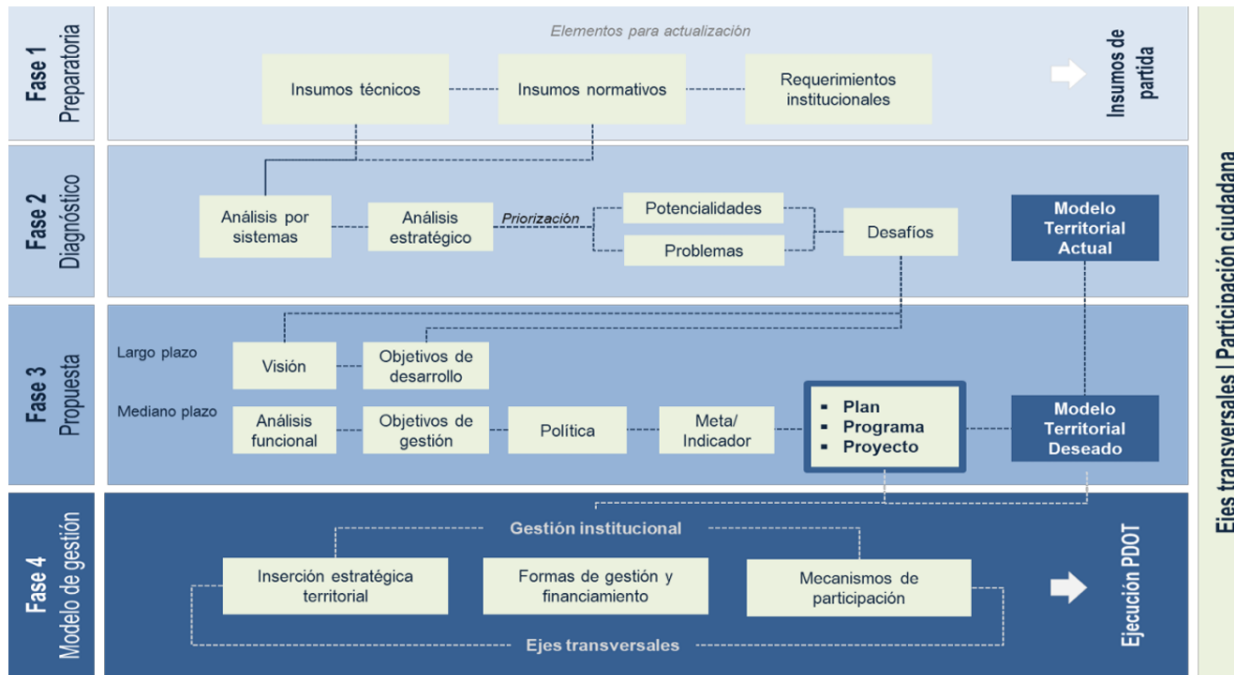 Fase 1
Preparatoria
Elementos para actualización
Insumos técnicos
Insumos normativos
Requerimientos
institucionales
Insumos de
partida
Fase 2
Diagnóstico
Análisis por
sistemas
Análisis
estratégico
Priorización
Potencialidades
Problemas
Desafíos
Modelo
Territorial
Actual
Fase 3
Propuesta
Largo plazo
Visión
Objetivos de
desarrollo
Mediano plazo
Análisis
funcional
Objetivos de
gestión
Política
Meta/
Indicador
▪ Plan
▪ Programa
▪ Proyecto
Modelo
Territorial
Deseado
Fase 4
Modelo de gestión
Gestión institucional
Inserción estratégica
territorial
Formas de gestión y
financiamiento
Mecanismos de
participación
Ejes transversales
Ejecución PDOT
Ejes transversales | Participación ciudadana